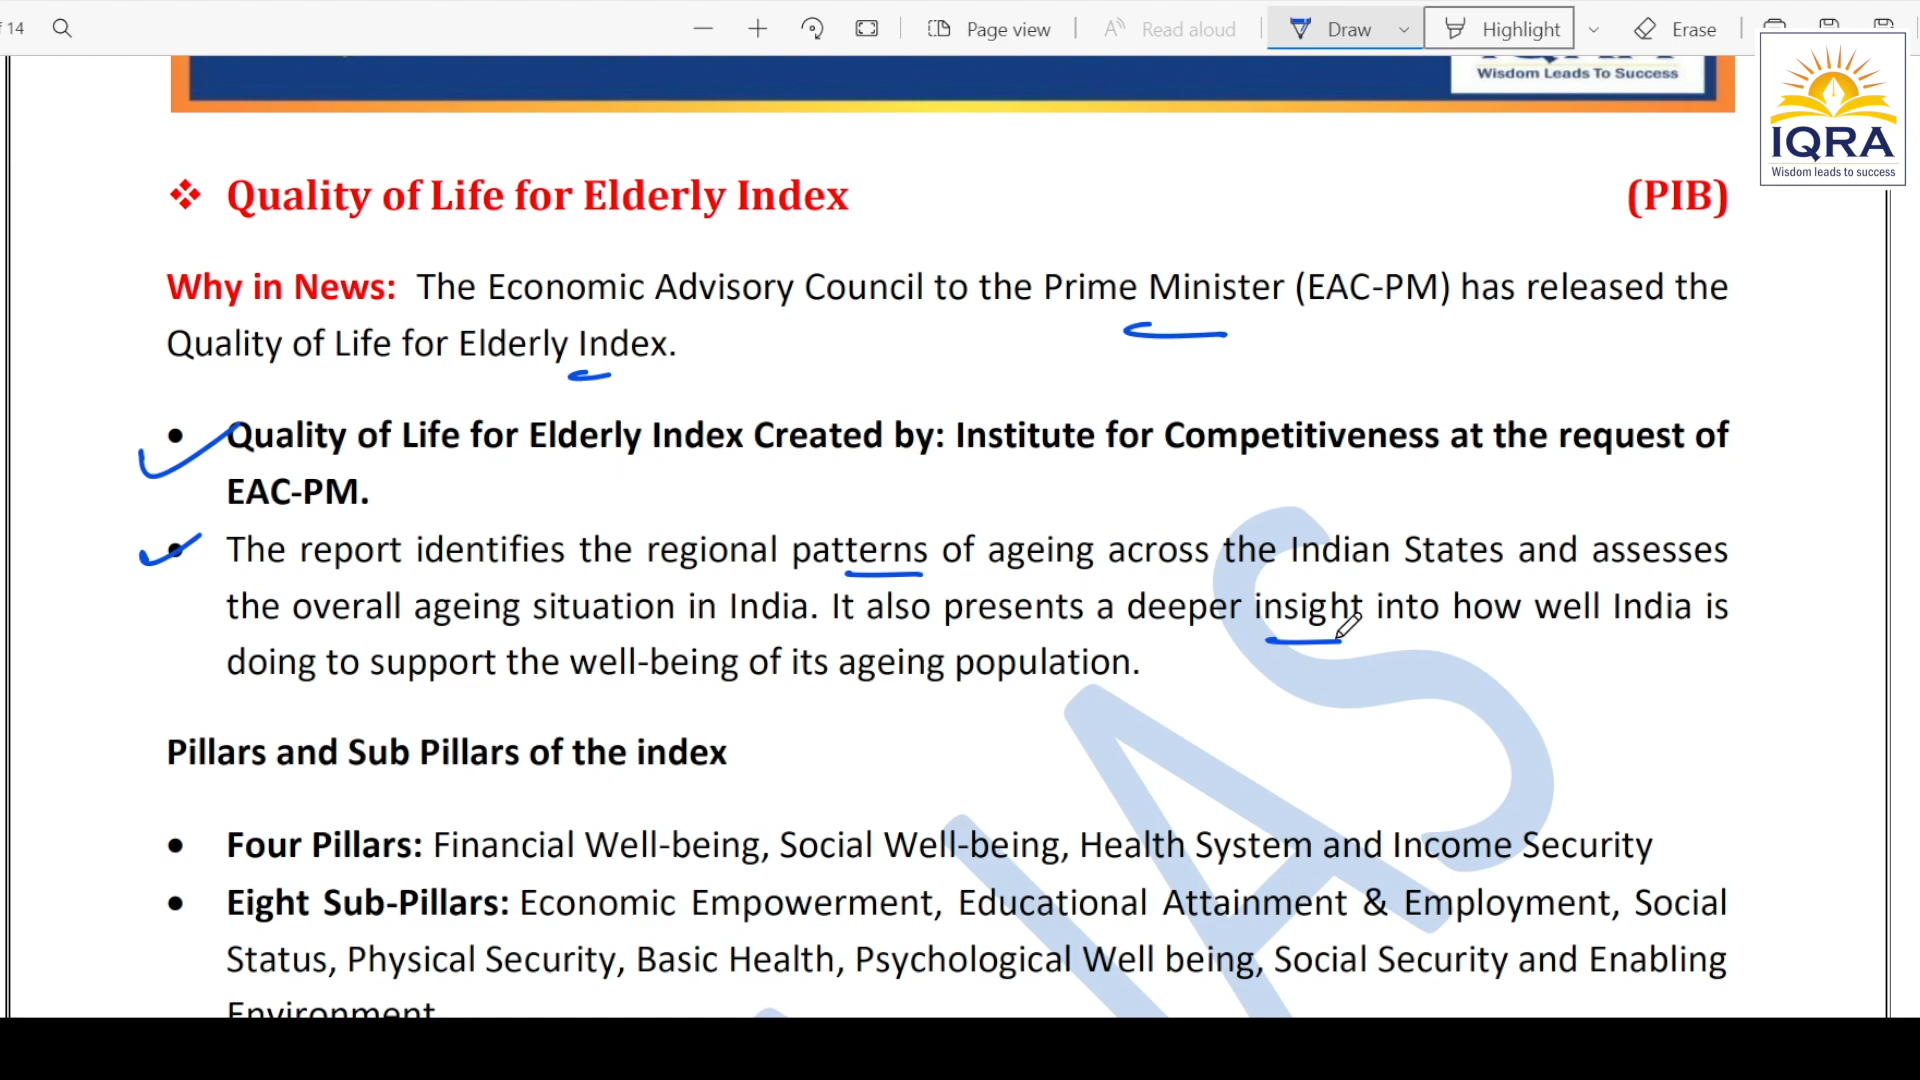 f 14
Page view
Read aloud
Draw
Highlight
Erase
Wisdom Leads To Success
IQRA
Wisdom leads to success
❖ Quality of Life for Elderly Index (PIB)
Why in News: The Economic Advisory Council to the Prime Minister (EAC-PM) has released the
Quality of Life for Elderly Index.
• Quality of Life for Elderly Index Created by: Institute for Competitiveness at the request of
EAC-PM.
• The report identifies the regional patterns of ageing across the Indian States and assesses
the overall ageing situation in India. It also presents a deeper insight into how well India is
doing to support the well-being of its ageing population.
Pillars and Sub Pillars of the index
• Four Pillars: Financial Well-being, Social Well-being, Health System and Income Security
• Eight Sub-Pillars: Economic Empowerment, Educational Attainment & Employment, Social
Status, Physical Security, Basic Health, Psychological Well being, Social Security and Enabling
Environment
IAS